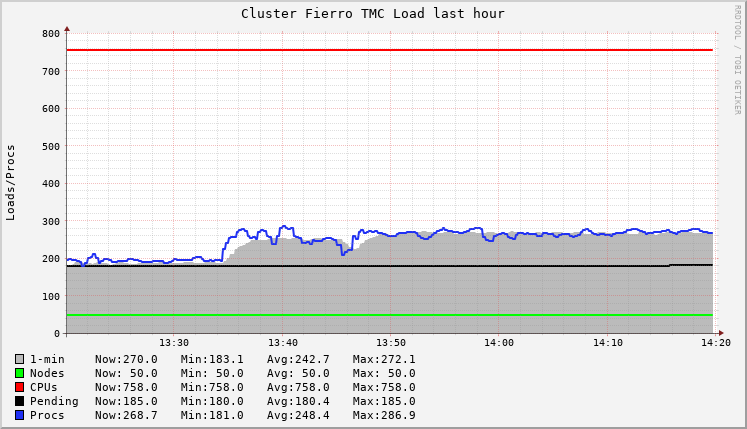 Cluster Fierro TMC Load last hour
RRDTOOL / TOBI OETIKER
Loads/Procs
800
700
600
500
400
300
200
100
0
13:30 13:40 13:50 14:00 14:10 14:20
1-min Now:270.0 Min:183.1 Avg:242.7 Max:272.1
Nodes Now: 50.0 Min: 50.0 Avg: 50.0 Max: 50.0
CPUs Now:758.0 Min:758.0 Avg:758.0 Max:758.0
Pending Now:185.0 Min:180.0 Avg:180.4 Max:185.0
Procs Now:268.7 Min:181.0 Avg:248.4 Max:286.9